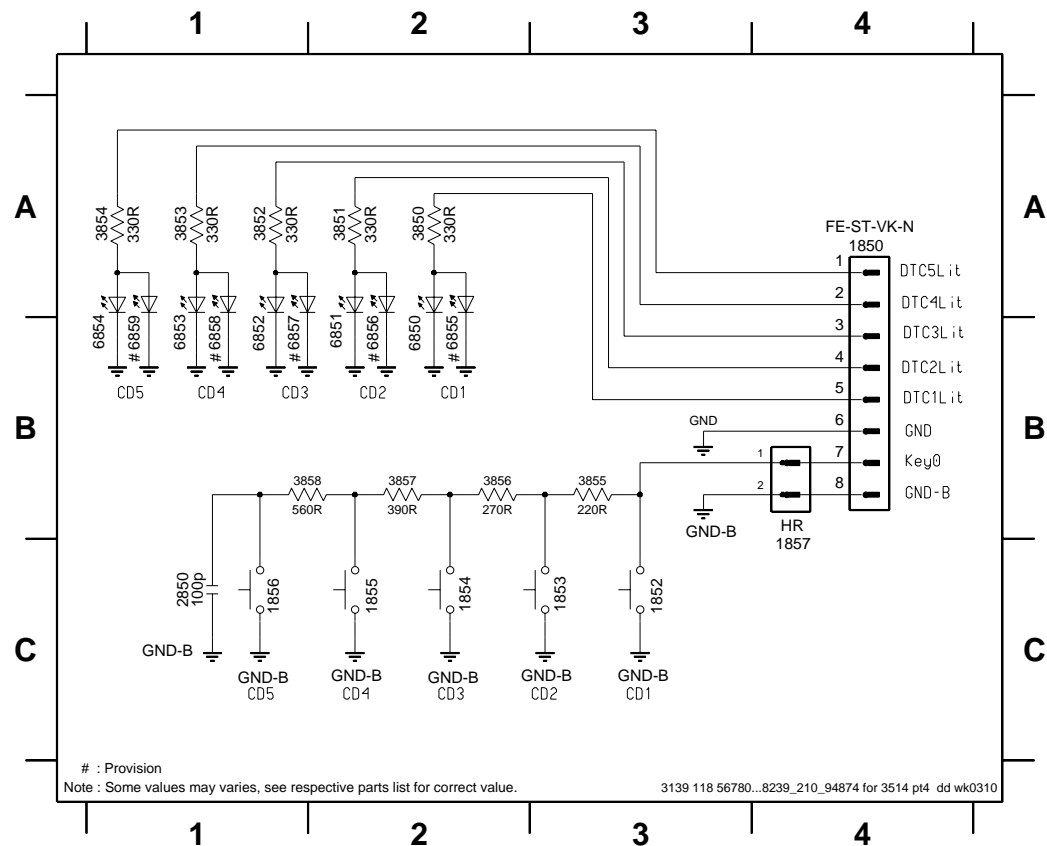 1 2 3 4
A A
FE-ST-VK-N
1850
3854 330R 3853 330R 3852 330R 3851 330R 3850 330R
1 DTC5Lit
2 DTC4Lit
3 DTC3Lit
4 DTC2Lit
5 DTC1Lit
6 GND
7 Key0
8 GND-B
6854 # 6859 6853 # 6858 6852 # 6857 6851 # 6856 6850 # 6855
CD5 CD4 CD3 CD2 CD1
B B
GND
1
2
GND-B
HR
1857
3858 3857 3856 3855
560R 390R 270R 220R
2850 100p 1856 1855 1854 1853 1852
C C
GND-B
GND-B GND-B GND-B GND-B GND-B
CD5 CD4 CD3 CD2 CD1
# : Provision
Note : Some values may varies, see respective parts list for correct value.
3139 118 56780...8239_210_94874 for 3514 pt4 dd wk0310
1 2 3 4